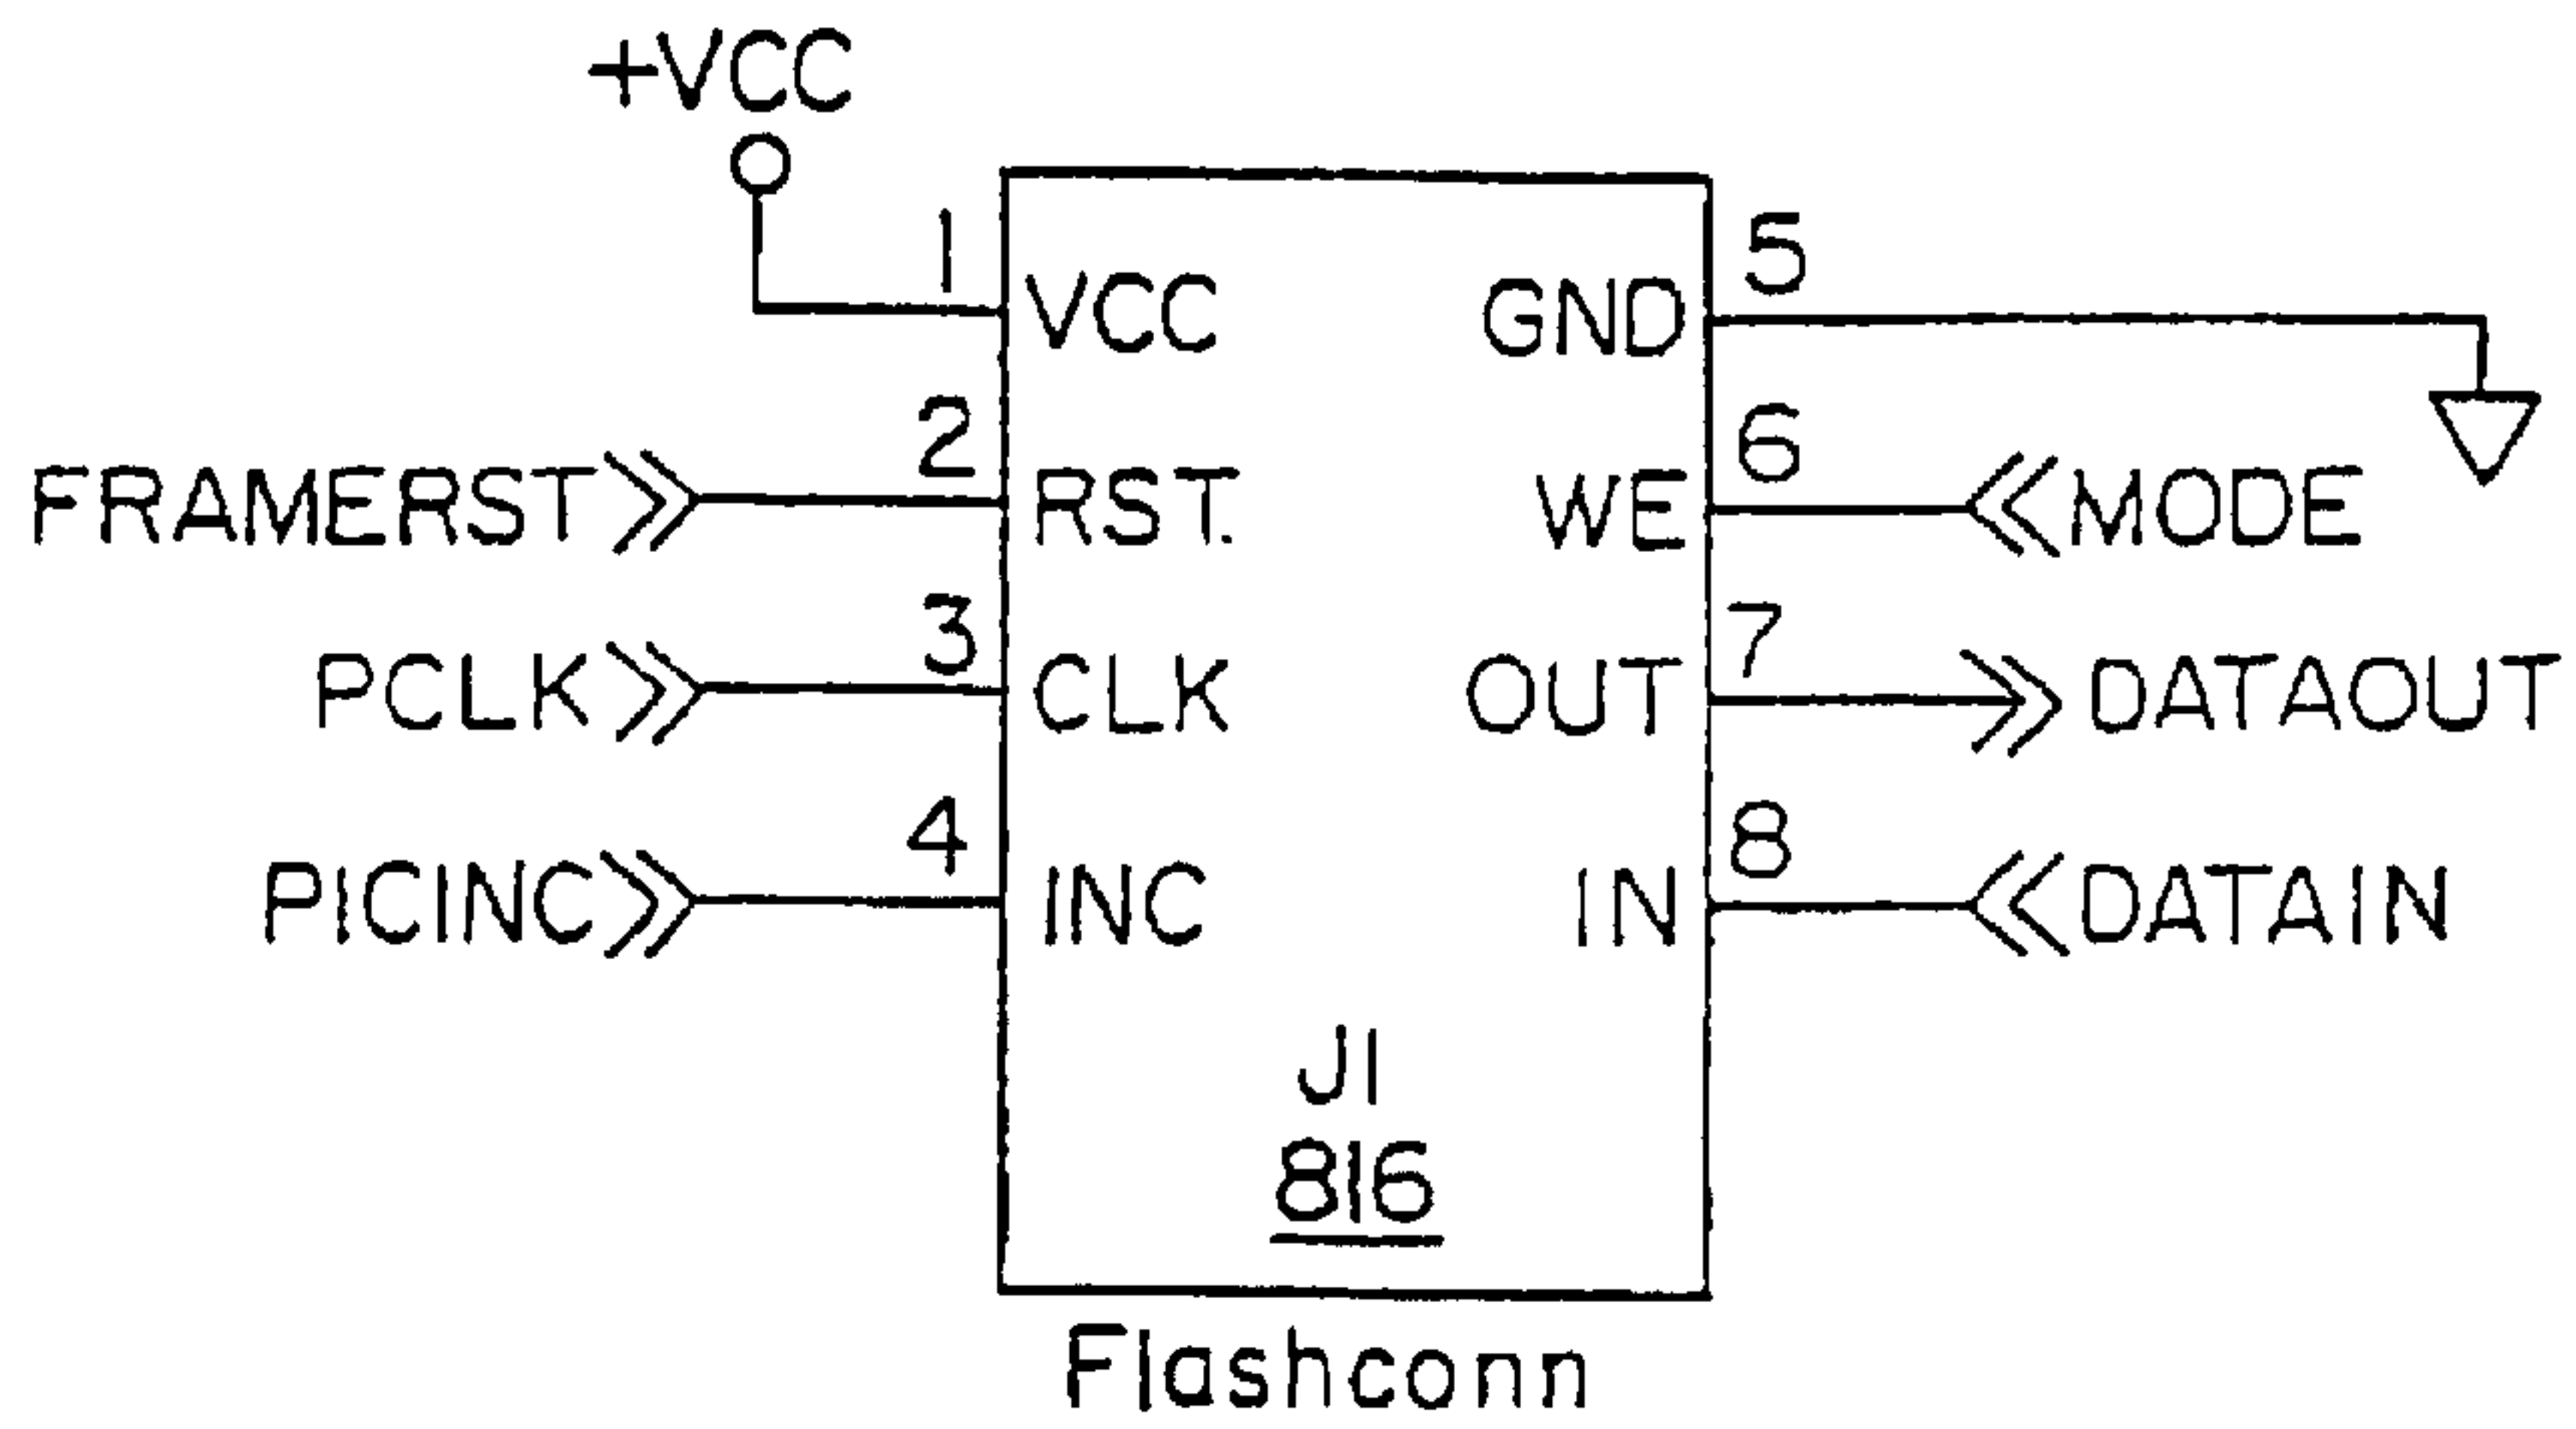 +VCC
1 5
VCC GND
2 6
FRAMERST RST. WE MODE
3 7
PCLK CLK OUT DATAOUT
4 8
PICINC INC IN DATAIN
J1
816
Flashconn